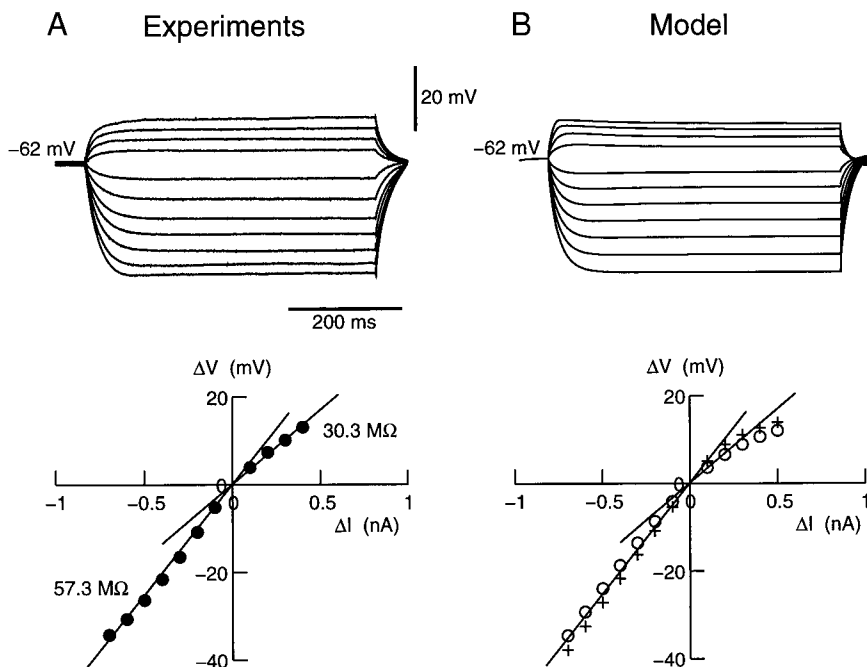 A Experiments
20 mV
−62 mV
200 ms
B Model
−62 mV
ΔV (mV)
20
30.3 MΩ
−1
−0.5
0
0.5
1
ΔI (nA)
−20
57.3 MΩ
−40
ΔV (mV)
20
−1
−0.5
0
0.5
1
ΔI (nA)
−20
−40